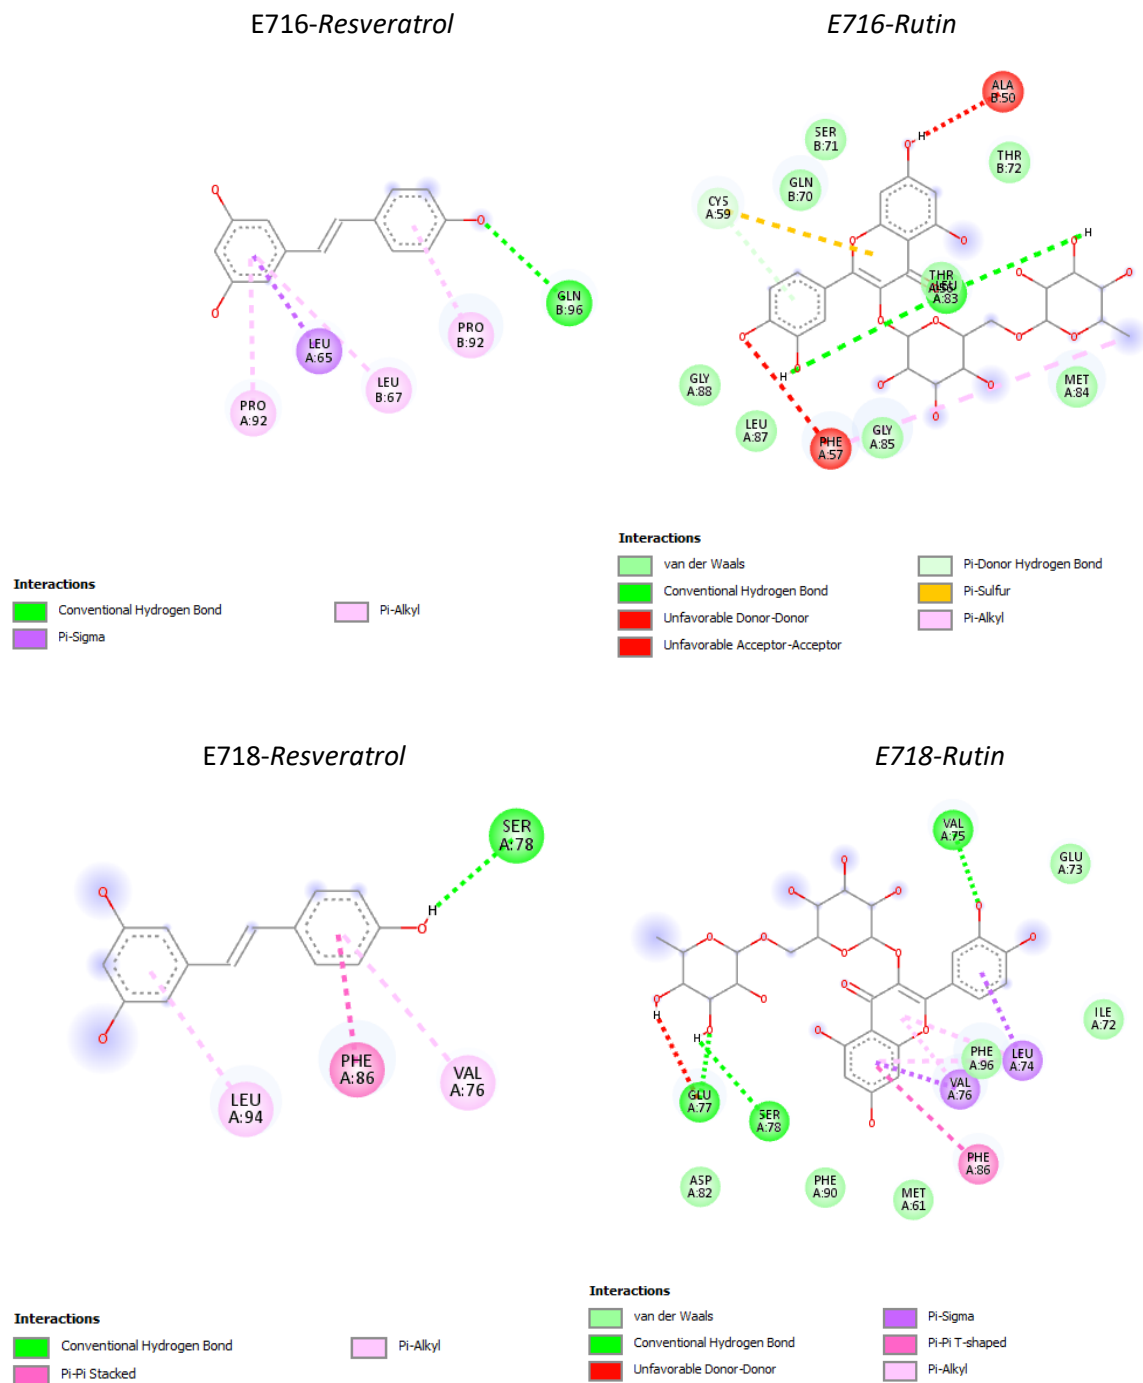 E716-Resveratrol
E716-Rutin
GLN
B:96
PRO
B:92
LEU
A:65
LEU
B:67
PRO
A:92
ALA
B:50
SER
B:71
THR
B:72
GLN
B:70
CYS
A:59
LEU
A:83
THR
H
H
H
GLY
A:88
MET
A:84
LEU
A:87
GLY
A:85
PHE
A:57
Interactions
Conventional Hydrogen Bond
Pi-Sigma
Pi-Alkyl
Interactions
van der Waals
Conventional Hydrogen Bond
Unfavorable Donor-Donor
Unfavorable Acceptor-Acceptor
Pi-Donor Hydrogen Bond
Pi-Sulfur
Pi-Alkyl
E718-Resveratrol
E718-Rutin
SER
A:78
H
PHE
A:86
VAL
A:76
LEU
A:94
VAL
A:75
GLU
A:73
ILE
A:72
LEU
A:74
PHE
A:96
VAL
A:76
H
H
GLU
A:77
SER
A:78
PHE
A:86
ASP
A:82
PHE
A:90
MET
A:61
Interactions
Conventional Hydrogen Bond
Pi-Pi Stacked
Pi-Alkyl
Interactions
van der Waals
Conventional Hydrogen Bond
Unfavorable Donor-Donor
Pi-Sigma
Pi-Pi T-shaped
Pi-Alkyl